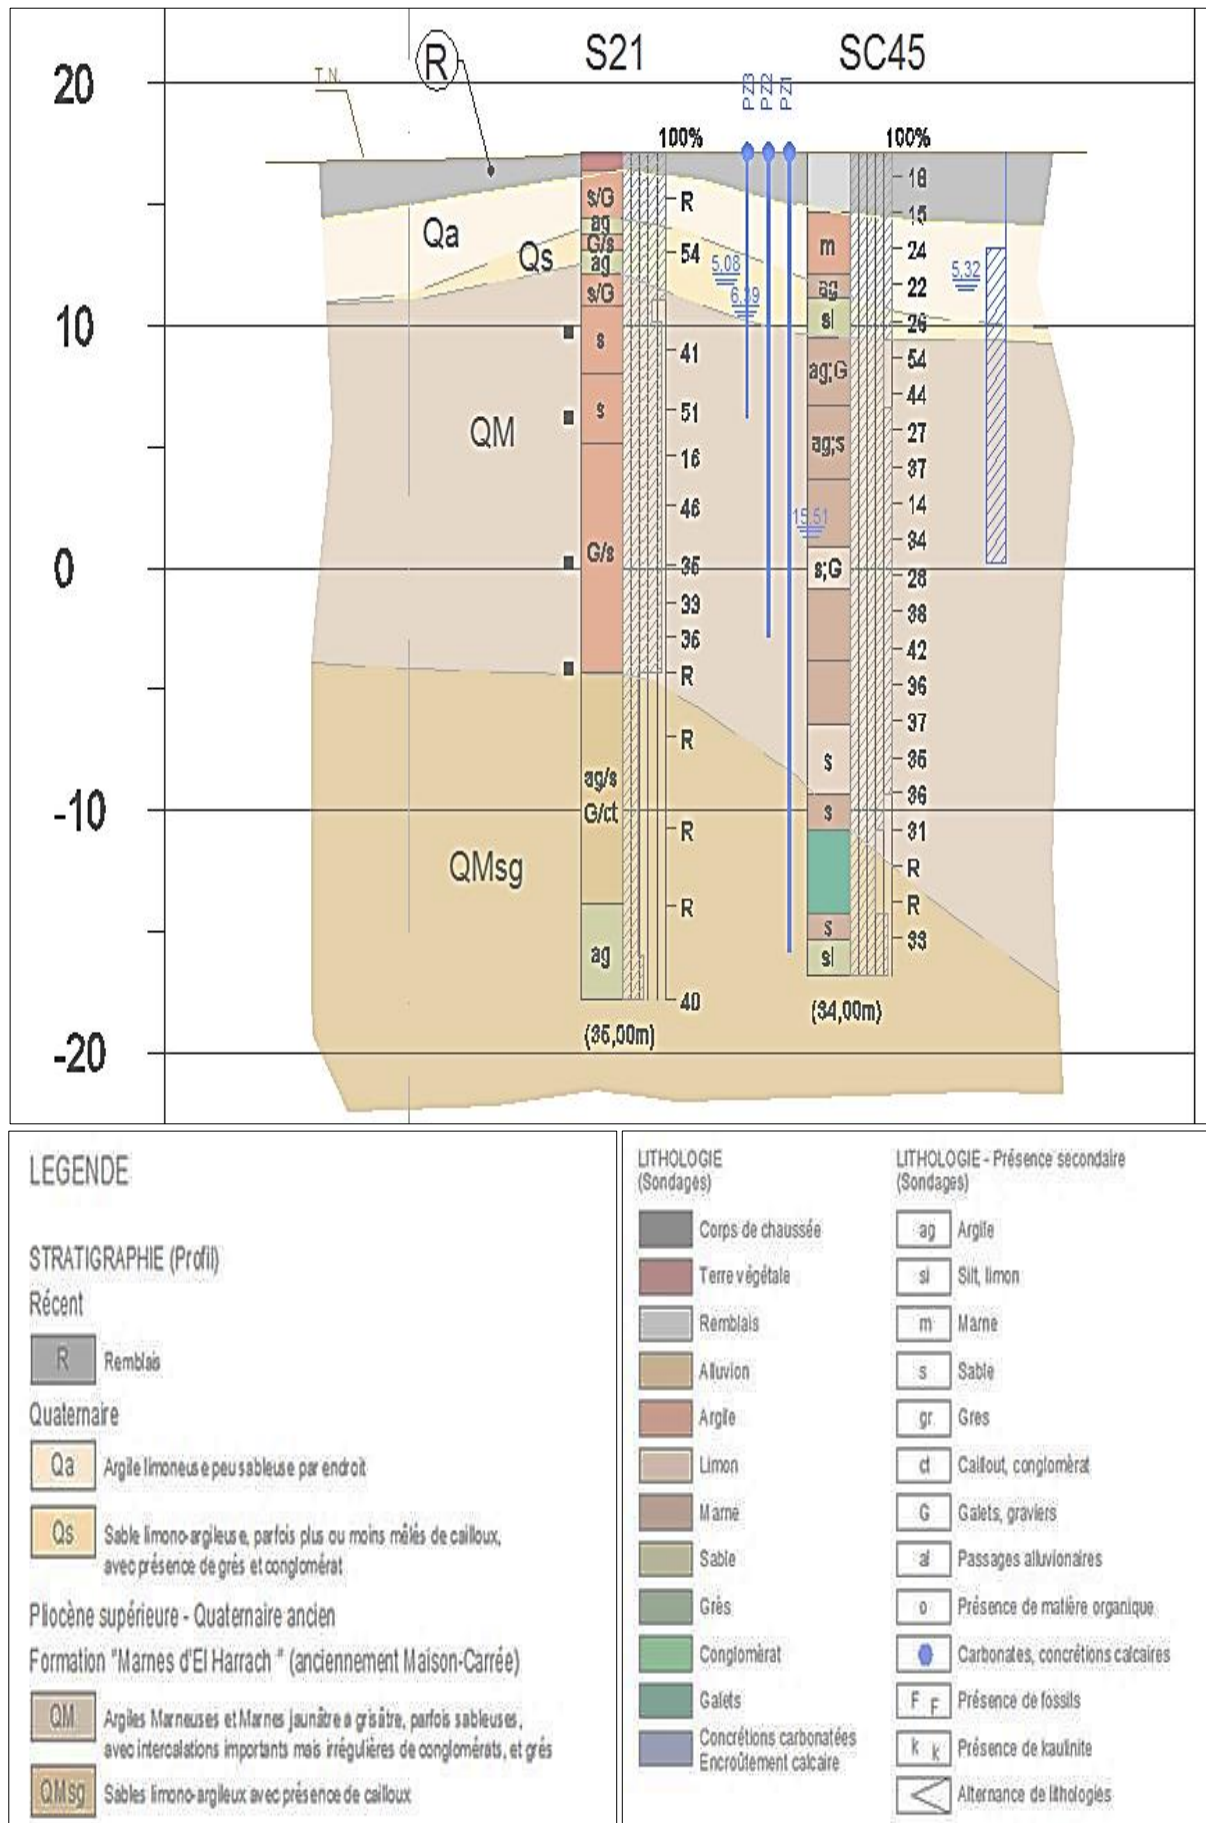 S21
SC45
20
T.N.
R
PZ3
PZ2
PZ1
100%
100%
18
s/G
R
15
Qa
ag
m
24
G/s
54
Qs
ag
5,08
5,32
s/G
ag
22
6,39
10
sl
26
s
41
ag;G
54
44
s
51
QM
27
ag;s
16
37
46
14
15,51
34
G/s
35
0
s;G
28
33
38
36
42
R
36
37
R
s
35
ag/s
36
-10
G/ct
s
R
31
QMsg
R
R
R
s
33
ag
sl
40
(34,00m)
(35,00m)
-20
LEGENDE
STRATIGRAPHIE (Profil)
Récent
R Remblais
Quaternaire
Qa Argile limoneuse peu sableuse par endroit
Qs Sable limono-argileuse, parfois plus ou moins mêlés de cailloux,
avec présence de grès et conglomérat
Pliocène supérieure - Quaternaire ancien
Formation "Marnes d'El Harrach " (anciennement Maison-Carrée)
QM Argiles Marneuses et Marnes jaunâtre a grisâtre, parfois sableuses,
avec intercalations importants mais irrégulières de conglomérats, et grés
QMsg Sables limono-argileux avec présence de cailloux
LITHOLOGIE
(Sondages)
Corps de chaussée
Terre végétale
Remblais
Alluvion
Argile
Limon
Marne
Sable
Grès
Conglomèrat
Galets
Concrétions carbonatées
Encroûtement calcaire
LITHOLOGIE - Présence secondaire
(Sondages)
ag Argile
sl Silt, limon
m Marne
s Sable
gr Gres
ct Caillout, conglomèrat
G Galets, graviers
al Passages alluvionaires
o Présence de matière organique
Carbonates, concrétions calcaires
F F Présence de fossils
k k Présence de kaulinite
Alternance de lithologies